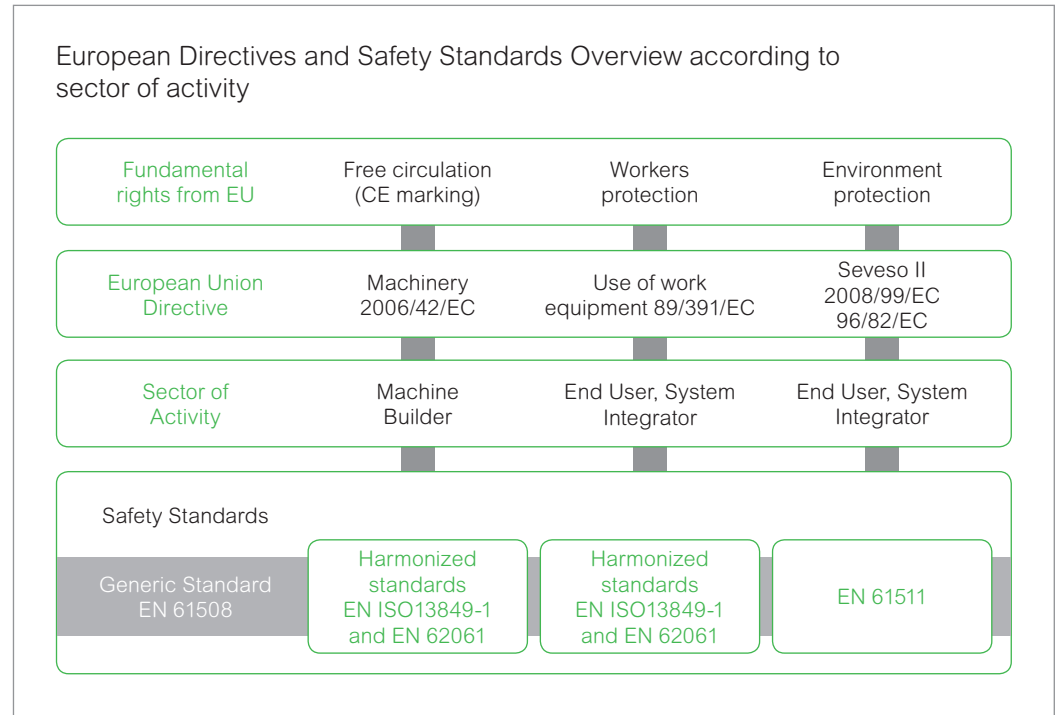 European Directives and Safety Standards Overview according to
sector of activity
Fundamental
rights from EU
Free circulation
(CE marking)
Workers
protection
Environment
protection
European Union
Directive
Machinery
2006/42/EC
Use of work
equipment 89/391/EC
Seveso II
2008/99/EC
96/82/EC
Sector of
Activity
Machine
Builder
End User, System
Integrator
End User, System
Integrator
Safety Standards
Generic Standard
EN 61508
Harmonized
standards
EN ISO13849-1
and EN 62061
Harmonized
standards
EN ISO13849-1
and EN 62061
EN 61511